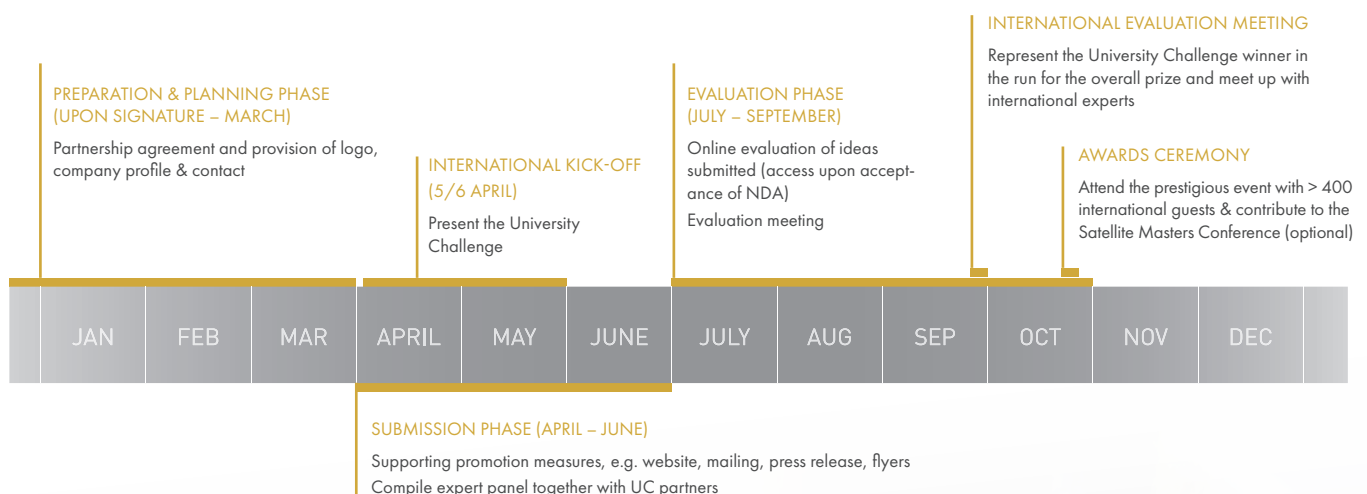 INTERNATIONAL EVALUATION MEETING
Represent the University Challenge winner in
the run for the overall prize and meet up with
international experts
PREPARATION & PLANNING PHASE
(UPON SIGNATURE – MARCH)
Partnership agreement and provision of logo,
company profile & contact
INTERNATIONAL KICK-OFF
(5/6 APRIL)
Present the University
Challenge
EVALUATION PHASE
(JULY – SEPTEMBER)
Online evaluation of ideas
submitted (access upon accept-
ance of NDA)
Evaluation meeting
AWARDS CEREMONY
Attend the prestigious event with > 400
international guests & contribute to the
Satellite Masters Conference (optional)
JAN FEB MAR APRIL MAY JUNE JULY AUG SEP OCT NOV DEC
SUBMISSION PHASE (APRIL – JUNE)
Supporting promotion measures, e.g. website, mailing, press release, flyers
Compile expert panel together with UC partners